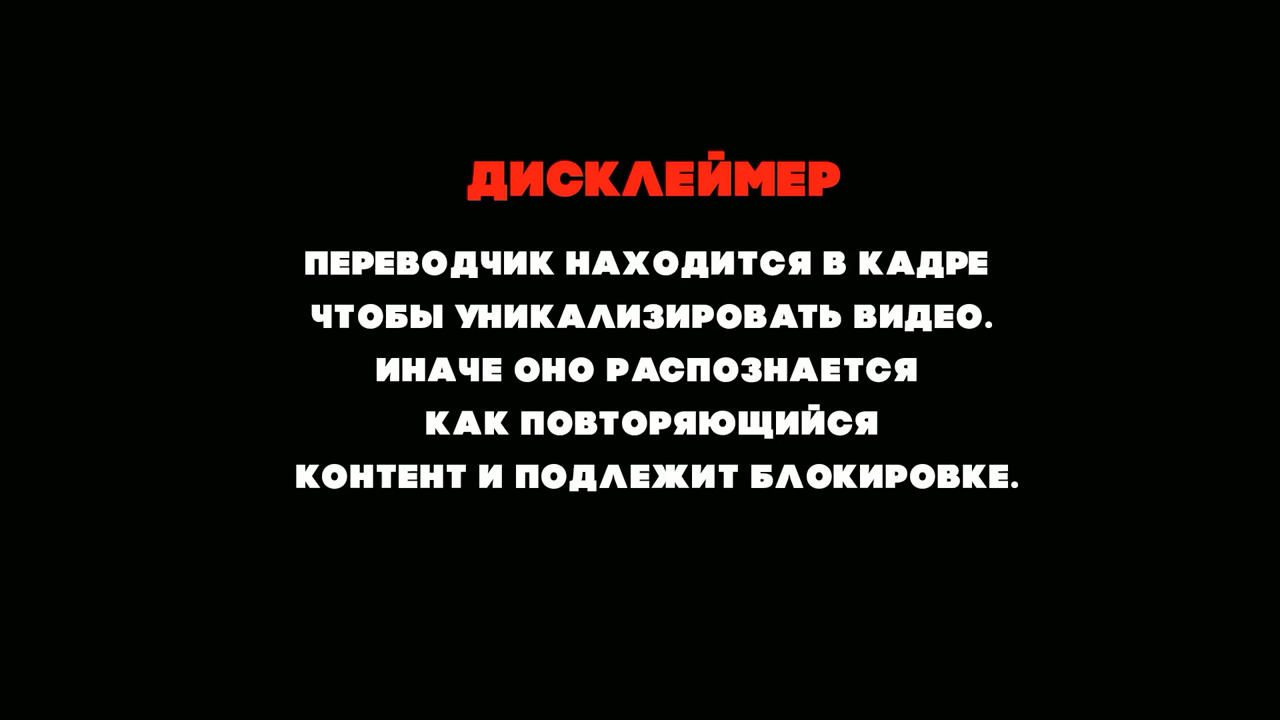 ДИСКЛЕЙМЕР
ПЕРЕВОДЧИК НАХОДИТСЯ В КАДРЕ
ЧТОБЫ УНИКАЛИЗИРОВАТЬ ВИДЕО.
ИНАЧЕ ОНО РАСПОЗНАЕТСЯ
КАК ПОВТОРЯЮЩИЙСЯ
КОНТЕНТ И ПОДЛЕЖИТ БЛОКИРОВКЕ.